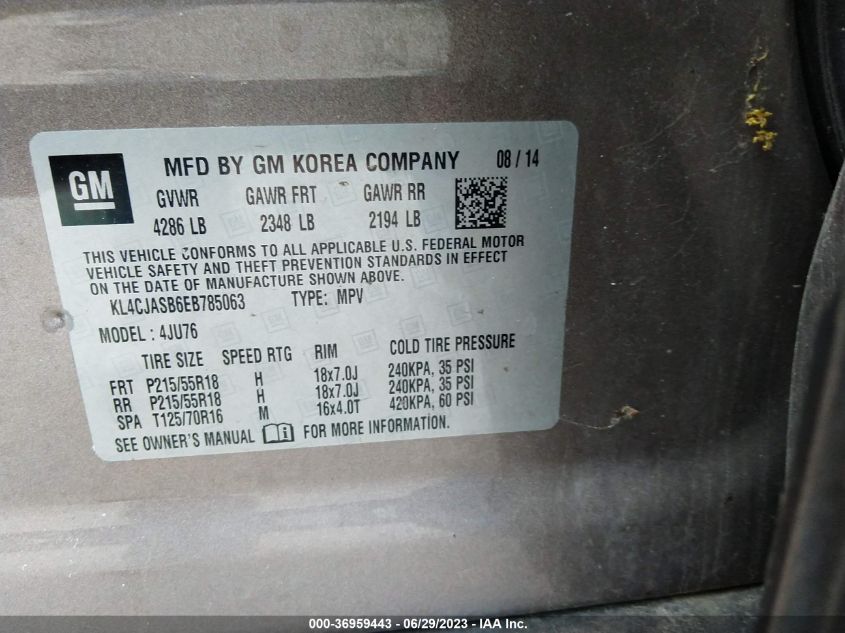 GM
MFD BY GM KOREA COMPANY 08 / 14
GVWR GAWR FRT GAWR RR
4286 LB 2348 LB 2194 LB
THIS VEHICLE CONFORMS TO ALL APPLICABLE U.S. FEDERAL MOTOR
VEHICLE SAFETY AND THEFT PREVENTION STANDARDS IN EFFECT
ON THE DATE OF MANUFACTURE SHOWN ABOVE.
KL4CJASB6EB785063 TYPE: MPV
MODEL : 4JU76
TIRE SIZE SPEED RTG RIM COLD TIRE PRESSURE
FRT P215/55R18 H 18x7.0J 240KPA, 35 PSI
RR P215/55R18 H 18x7.0J 240KPA, 35 PSI
SPA T125/70R16 M 16x4.0T 420KPA, 60 PSI
SEE OWNER'S MANUAL FOR MORE INFORMATION.
000-36959443 - 06/29/2023 - IAA Inc.